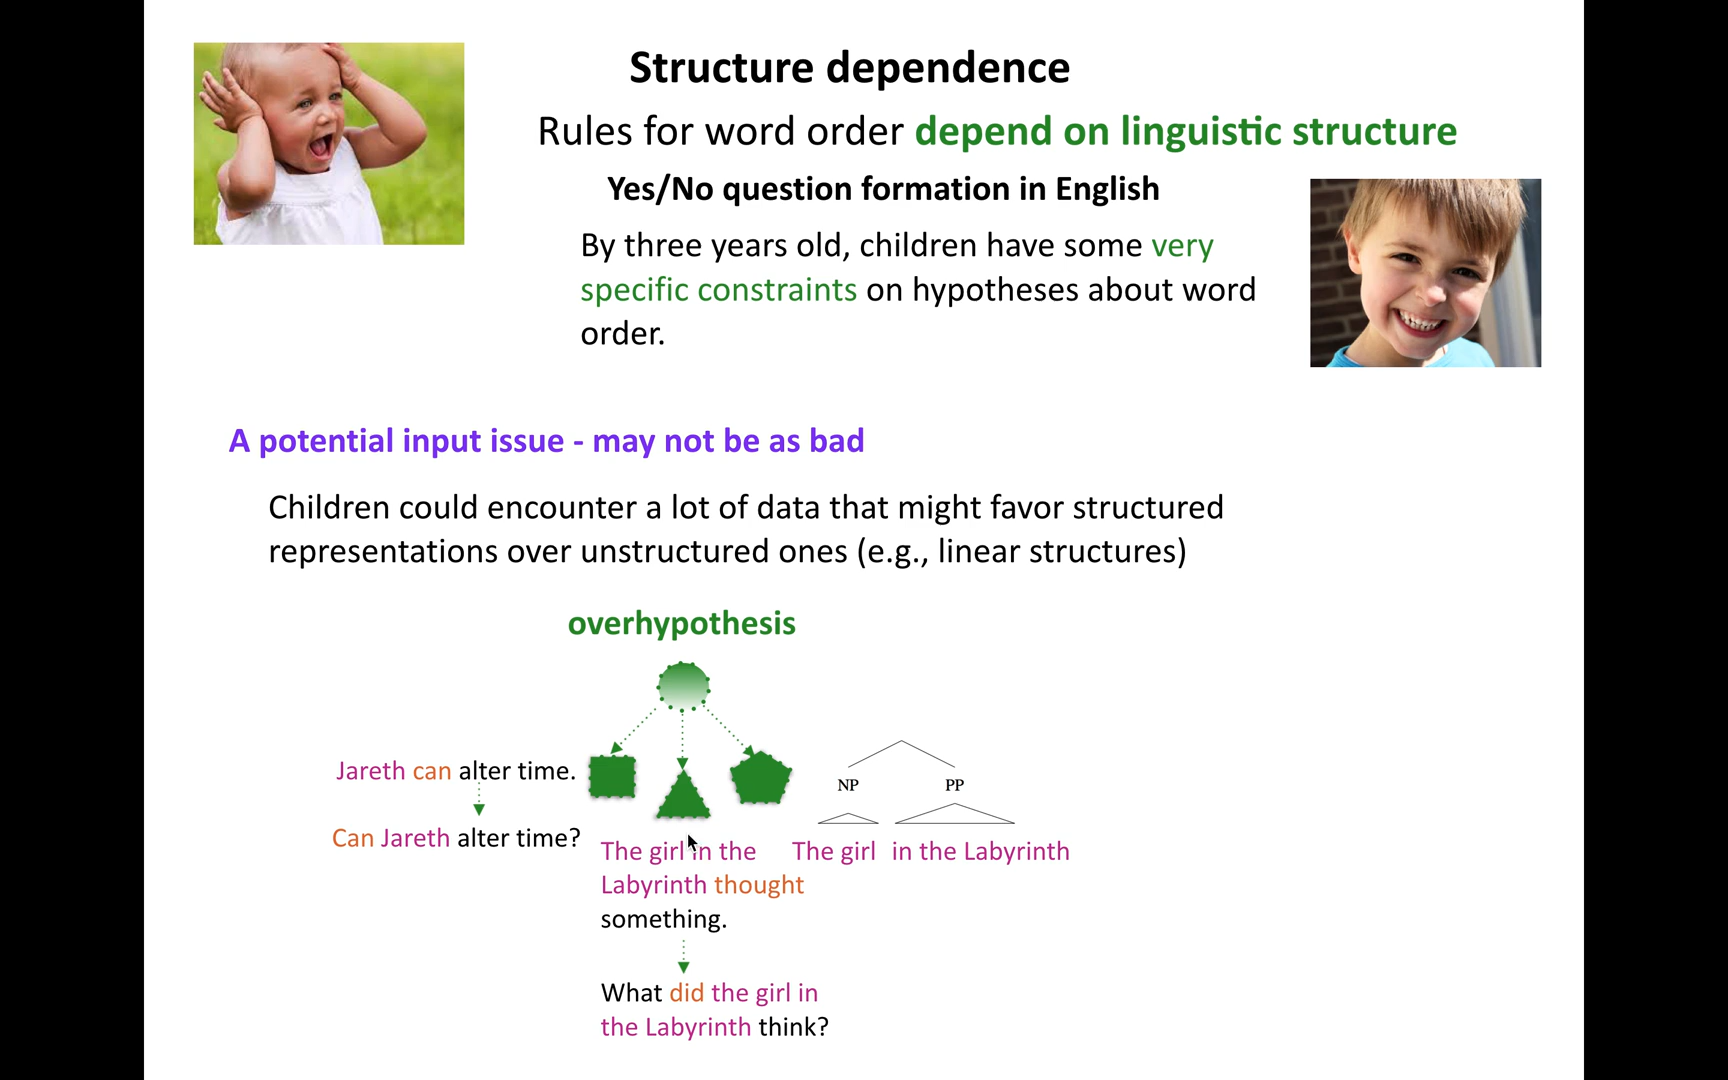 Structure dependence
Rules for word order depend on linguistic structure
Yes/No question formation in English
By three years old, children have some very
specific constraints on hypotheses about word
order.
A potential input issue - may not be as bad
Children could encounter a lot of data that might favor structured
representations over unstructured ones (e.g., linear structures)
overhypothesis
Jareth can alter time.
Can Jareth alter time?
The girl in the
Labyrinth thought
something.
What did the girl in
the Labyrinth think?
NP PP
The girl in the Labyrinth